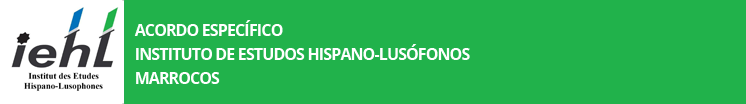 iehl
Institut des Etudes
Hispano-Lusophones
ACORDO ESPECÍFICO
INSTITUTO DE ESTUDOS HISPANO-LUSÓFONOS
MARROCOS